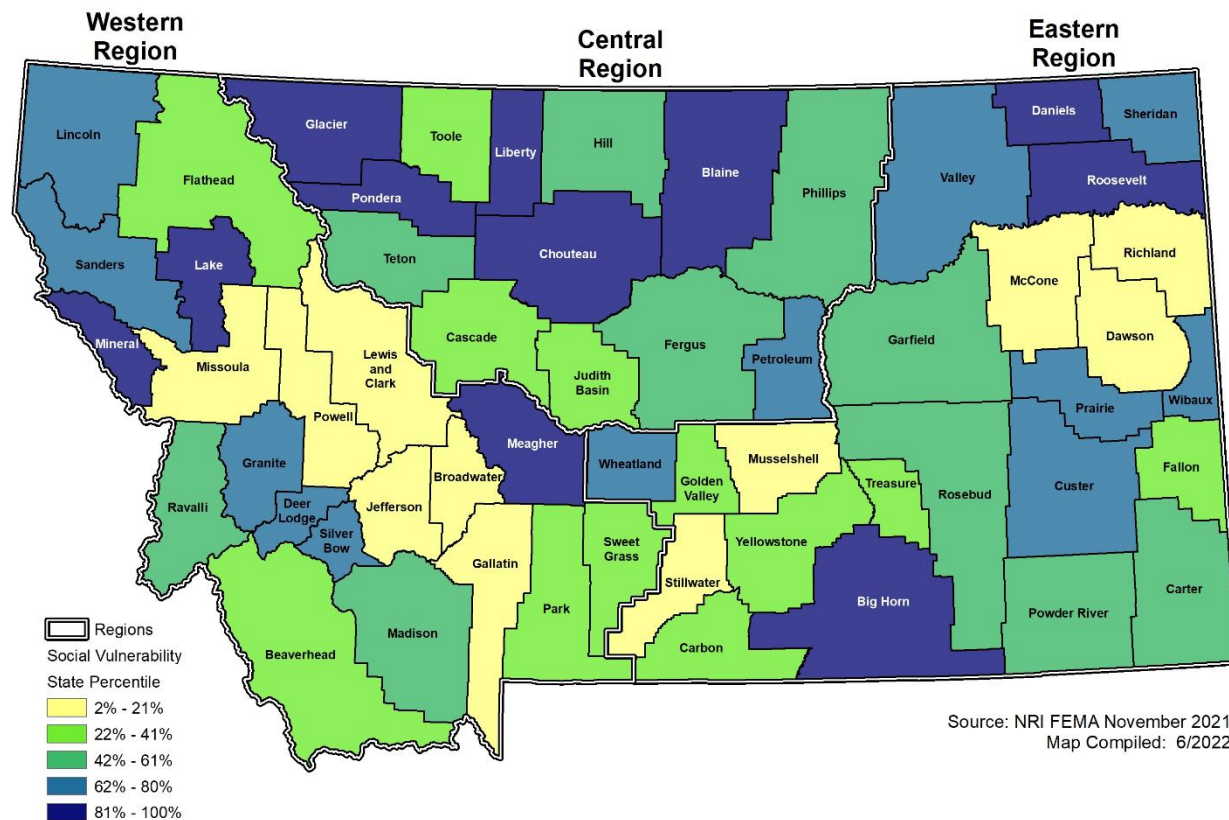 Western
Region
Central
Region
Eastern
Region
Lincoln
Flathead
Glacier
Toole
Liberty
Hill
Blaine
Phillips
Valley
Daniels
Sheridan
Roosevelt
Pondera
Sanders
Lake
Teton
Chouteau
Richland
McCone
Mineral
Missoula
Lewis
and
Clark
Powell
Cascade
Judith
Basin
Fergus
Petroleum
Garfield
Dawson
Prairie
Wibaux
Ravalli
Granite
Deer
Lodge
Silver
Bow
Jefferson
Broadwater
Meagher
Wheatland
Golden
Valley
Musselshell
Treasure
Rosebud
Custer
Fallon
Gallatin
Park
Sweet
Grass
Stillwater
Yellowstone
Big Horn
Powder River
Carter
Beaverhead
Madison
Carbon
Regions
Social Vulnerability
State Percentile
2% - 21%
22% - 41%
42% - 61%
62% - 80%
81% - 100%
Source: NRI FEMA November 2021
Map Compiled: 6/2022